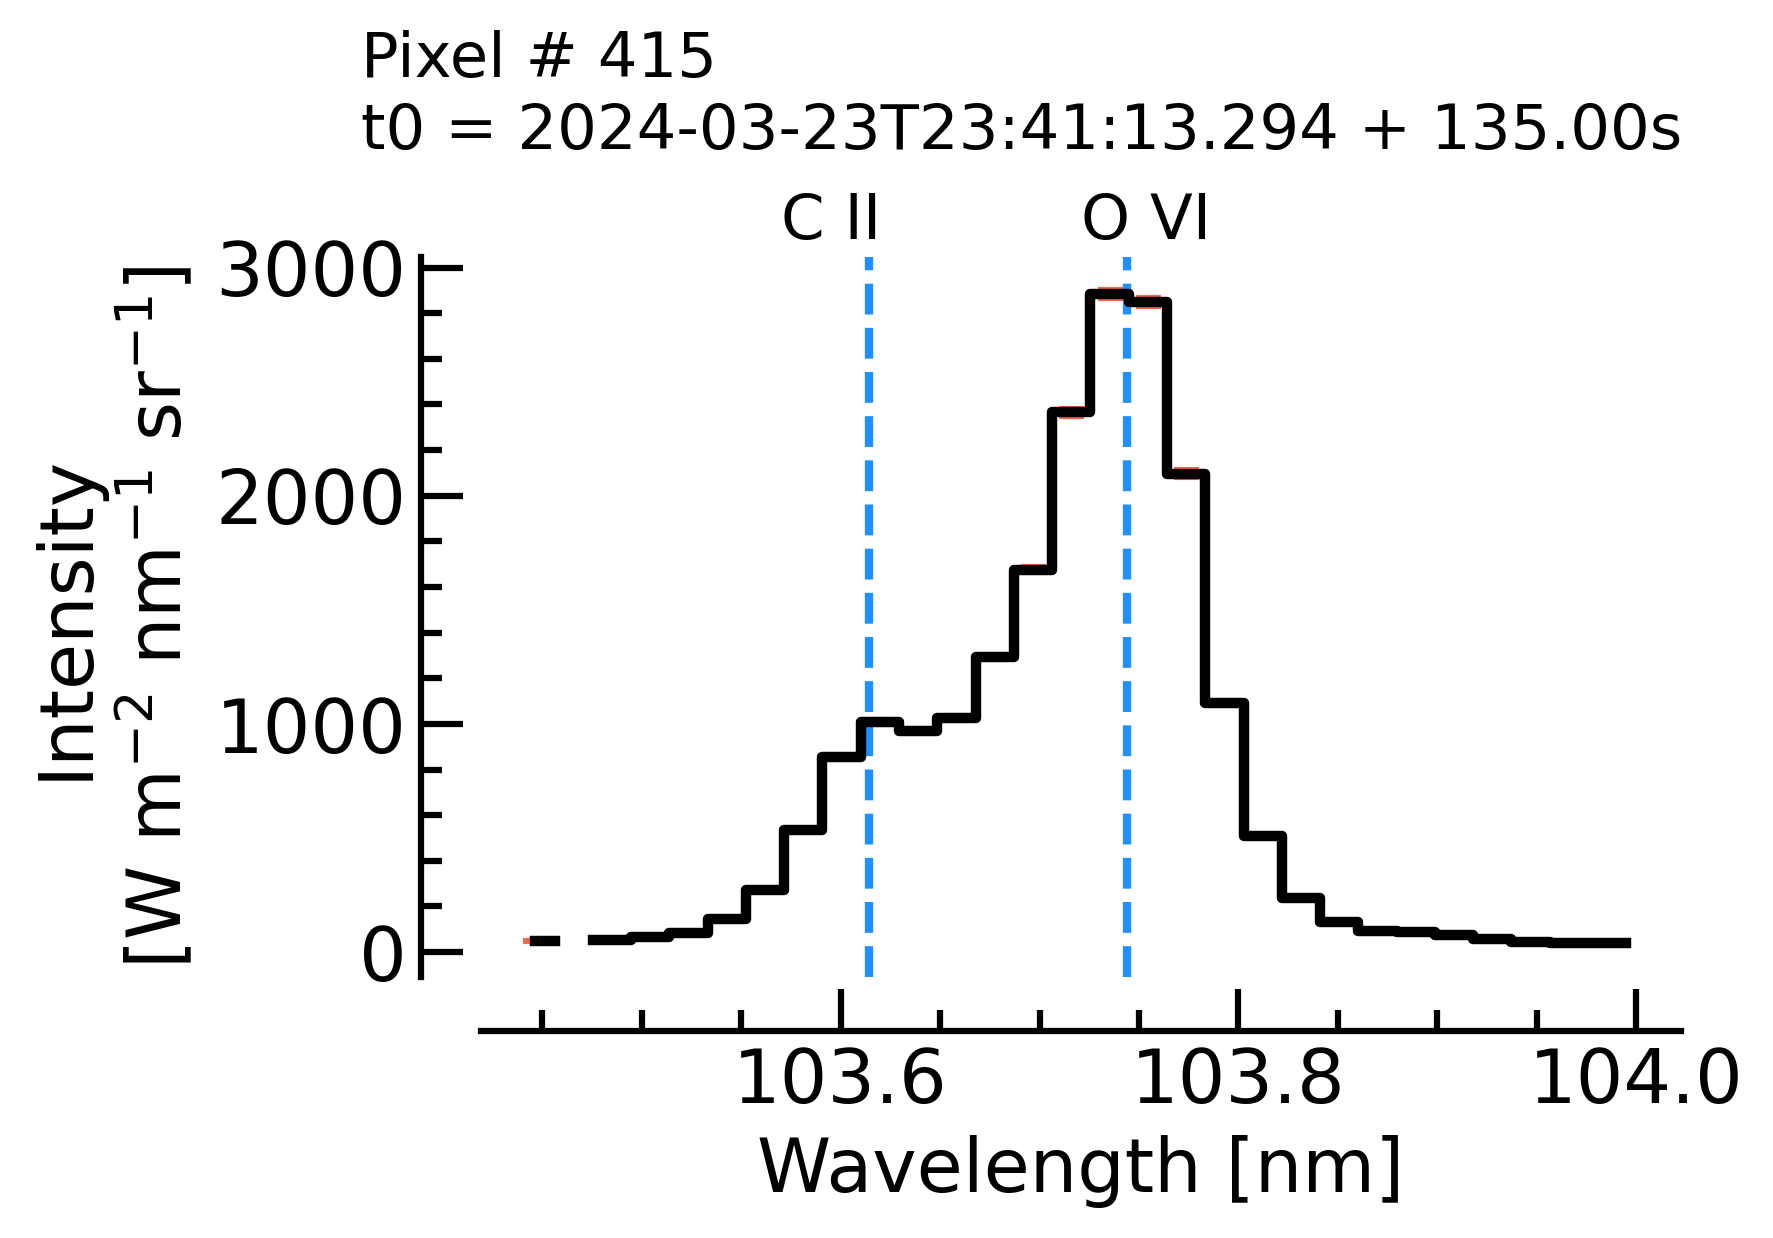 Pixel # 415
t0 = 2024-03-23T23:41:13.294 + 135.00s
C II
O VI
3000
2000
1000
0
Intensity
[W m⁻² nm⁻¹ sr⁻¹]
103.6
103.8
104.0
Wavelength [nm]